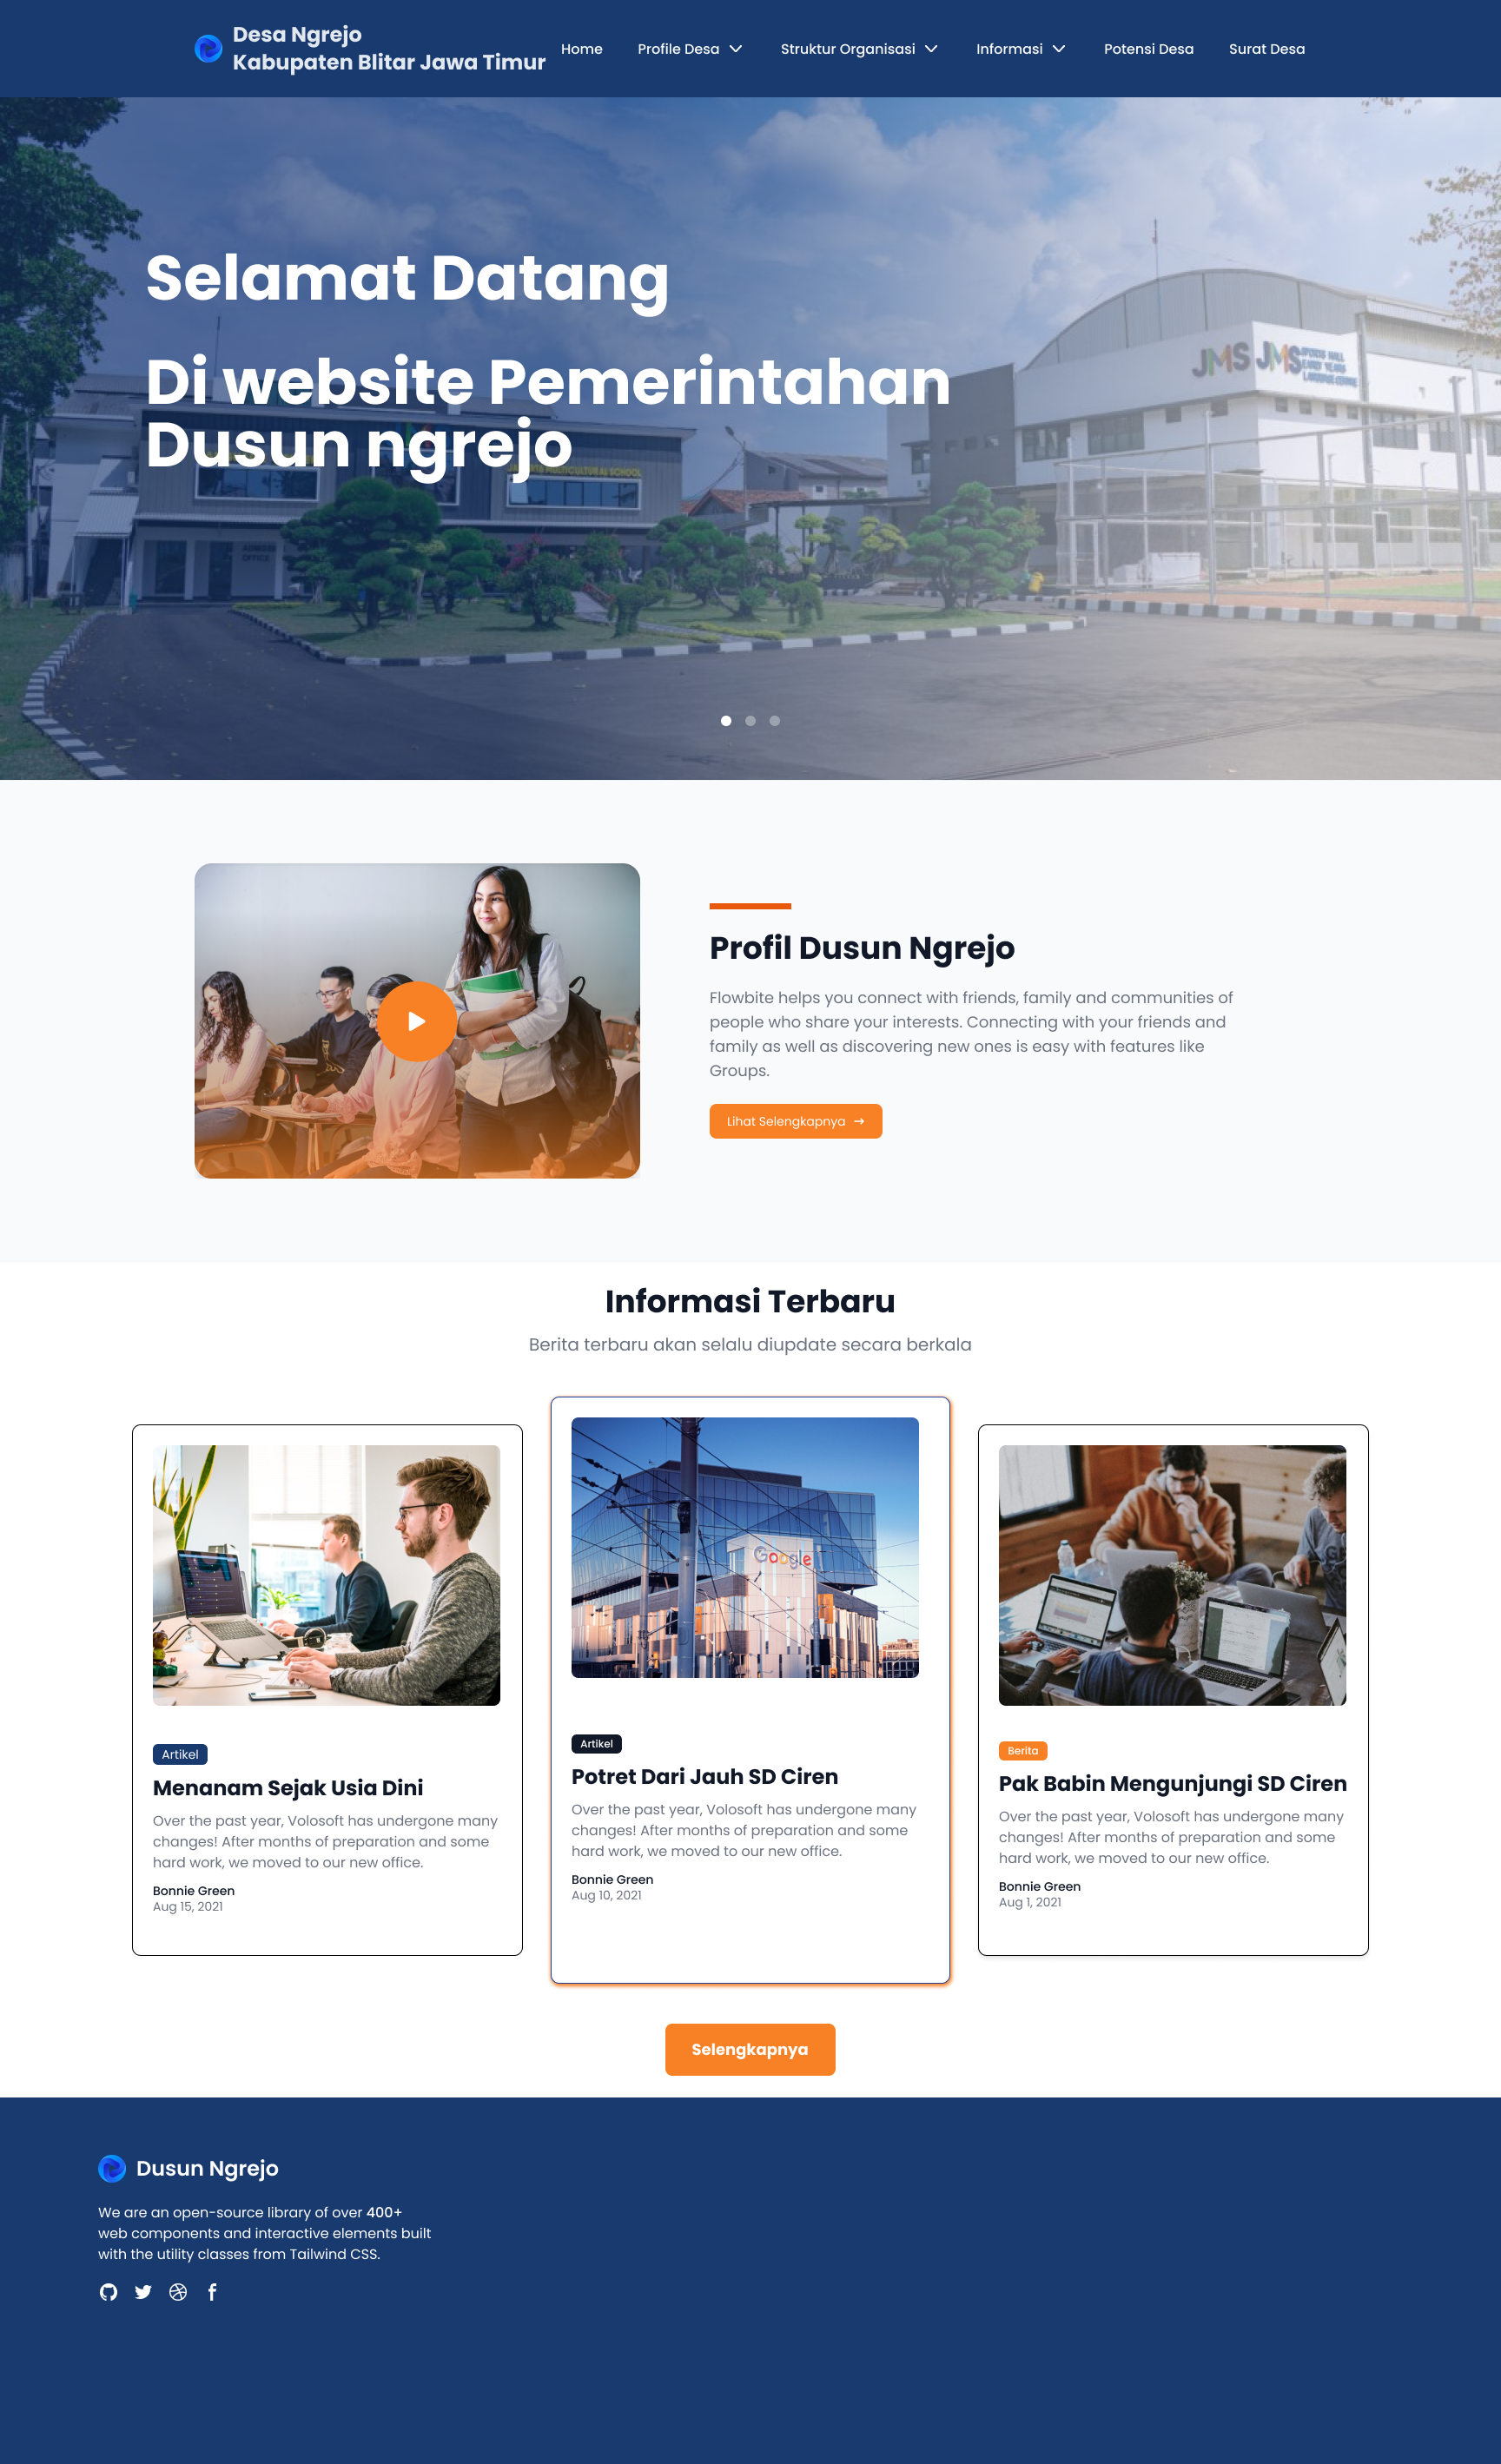 Desa Ngrejo
Kabupaten Blitar Jawa Timur
Home
Profile Desa
Struktur Organisasi
Informasi
Potensi Desa
Surat Desa
Selamat Datang
Di website Pemerintahan
Dusun ngrejo
JMS JMS
Profil Dusun Ngrejo
Flowbite helps you connect with friends, family and communities of
people who share your interests. Connecting with your friends and
family as well as discovering new ones is easy with features like
Groups.
Lihat Selengkapnya →
Informasi Terbaru
Berita terbaru akan selalu diupdate secara berkala
Artikel
Menanam Sejak Usia Dini
Over the past year, Volosoft has undergone many
changes! After months of preparation and some
hard work, we moved to our new office.
Bonnie Green
Aug 15, 2021
Google
Artikel
Potret Dari Jauh SD Ciren
Over the past year, Volosoft has undergone many
changes! After months of preparation and some
hard work, we moved to our new office.
Bonnie Green
Aug 10, 2021
Berita
Pak Babin Mengunjungi SD Ciren
Over the past year, Volosoft has undergone many
changes! After months of preparation and some
hard work, we moved to our new office.
Bonnie Green
Aug 1, 2021
Selengkapnya
Dusun Ngrejo
We are an open-source library of over 400+
web components and interactive elements built
with the utility classes from Tailwind CSS.